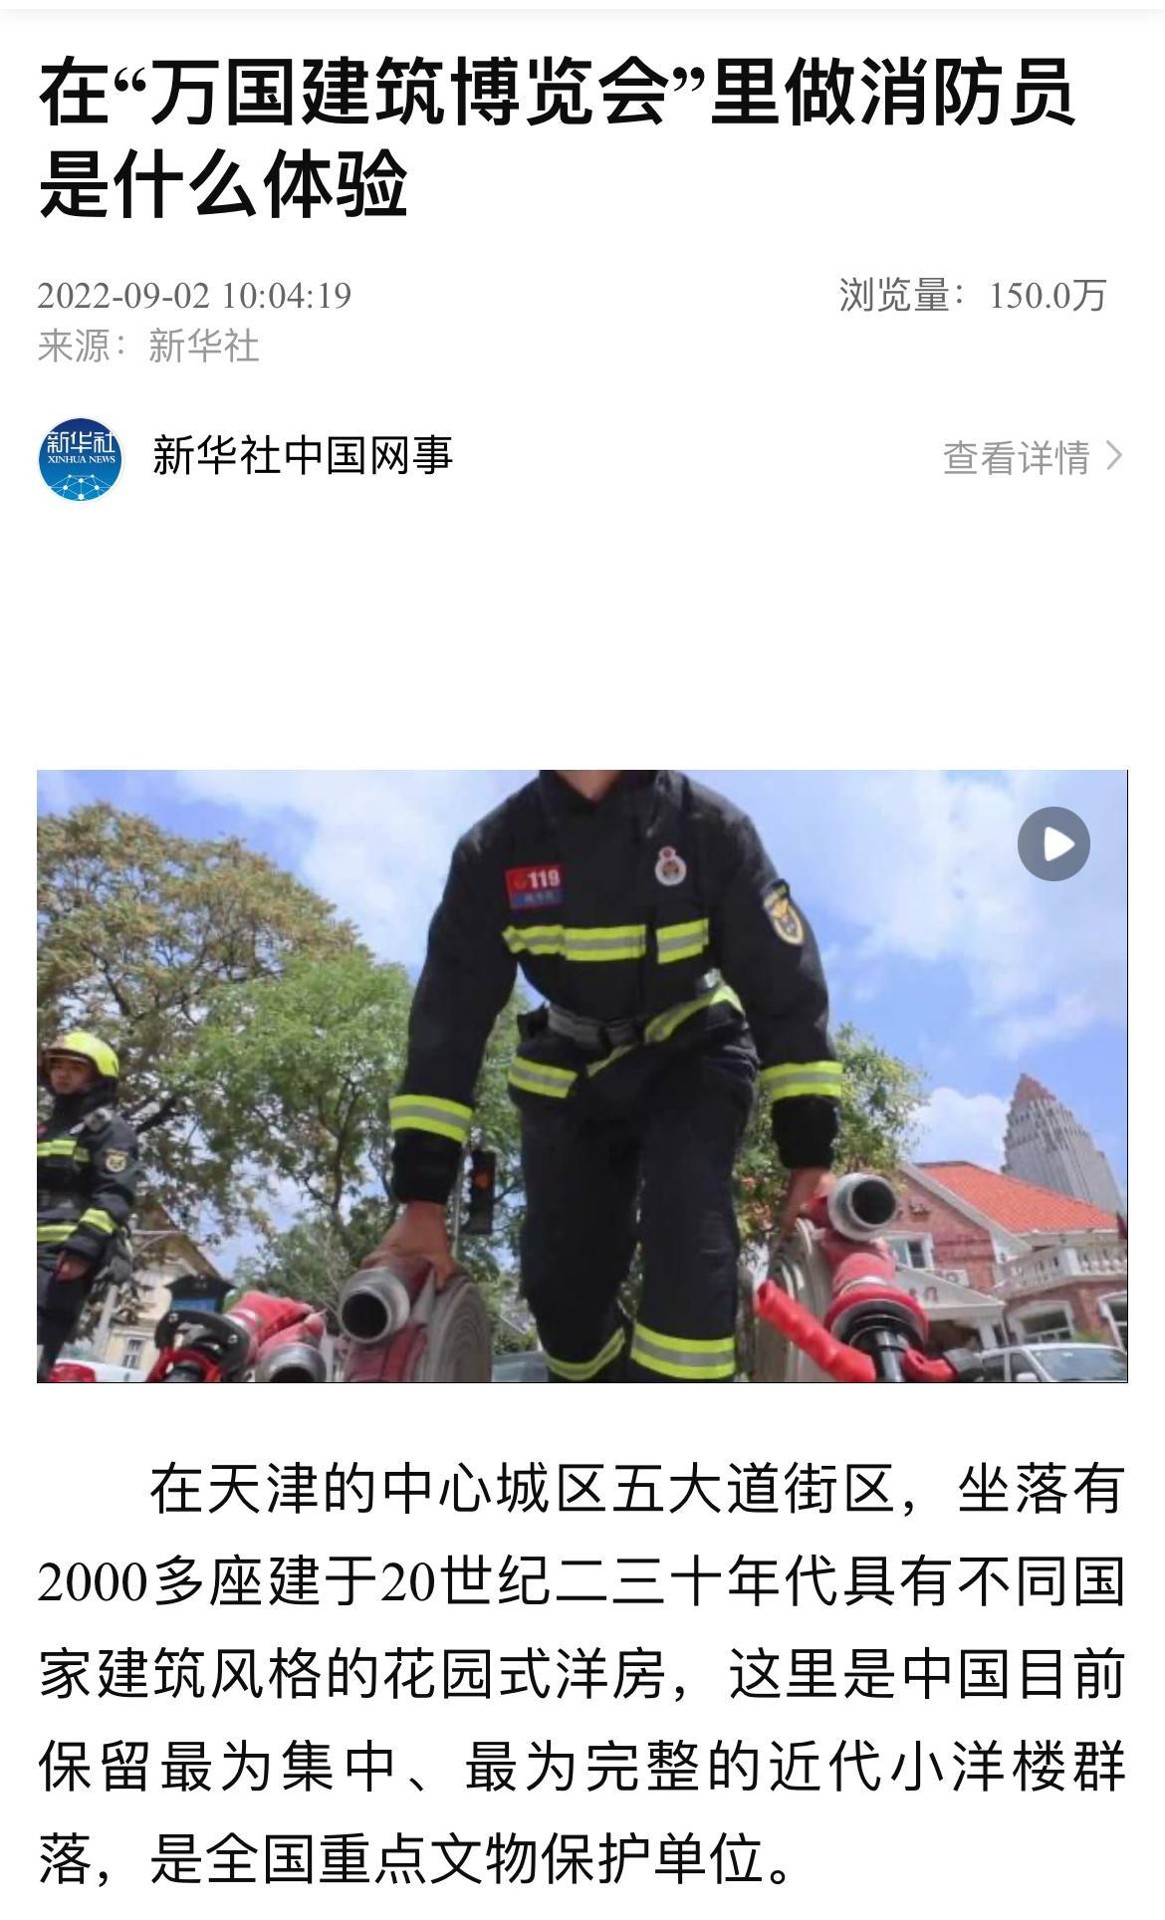 在“万国建筑博览会”里做消防员
是什么体验
2022-09-02 10:04:19
浏览量：150.0万
来源：新华社
新华社
XINHUA NEWS
新华社中国网事
查看详情
119
在天津的中心城区五大道街区，坐落有
2000多座建于20世纪二三十年代具有不同国
家建筑风格的花园式洋房，这里是中国目前
保留最为集中、最为完整的近代小洋楼群
落，是全国重点文物保护单位。